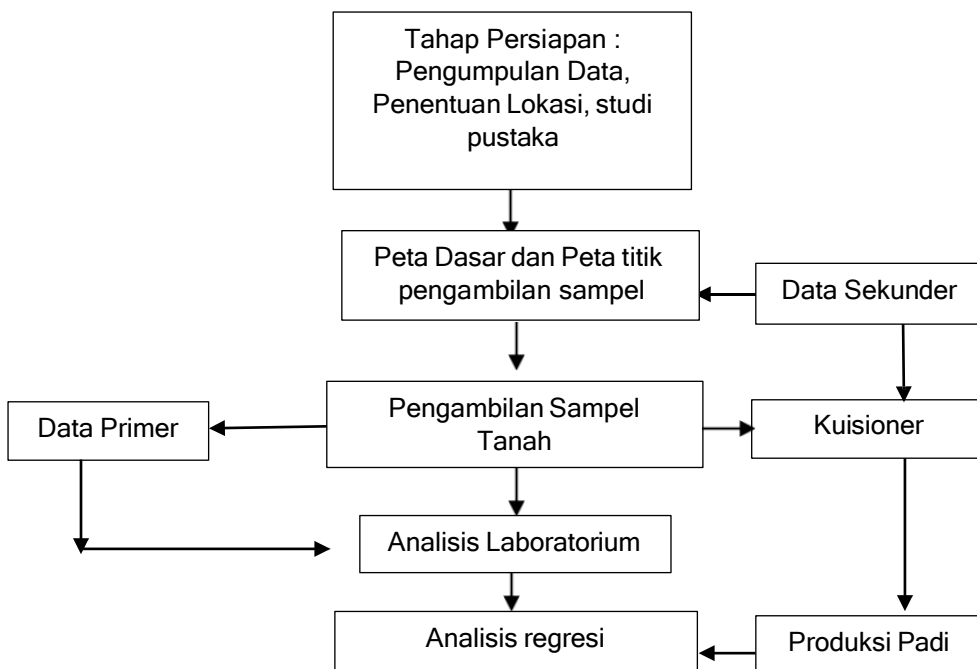 Tahap Persiapan :
Pengumpulan Data,
Penentuan Lokasi, studi
pustaka
Peta Dasar dan Peta titik
pengambilan sampel
Data Sekunder
Data Primer
Pengambilan Sampel
Tanah
Kuisioner
Analisis Laboratorium
Analisis regresi
Produksi Padi